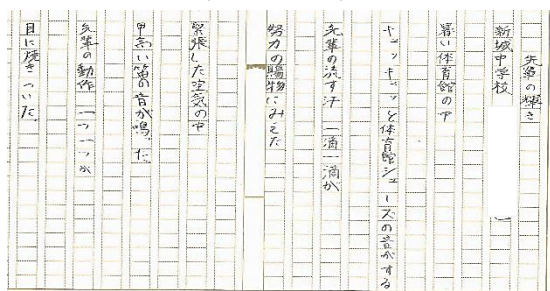 先輩の輝き
新城中学校
暑い体育館の中
キュッキュッと体育館シューズの音がする
先輩の流す汗 一滴一滴が
努力の賜物にみえた
緊張した空気の中
甲高い笛の音が鳴った
先輩の動作 一つ一つが
目に焼きついた